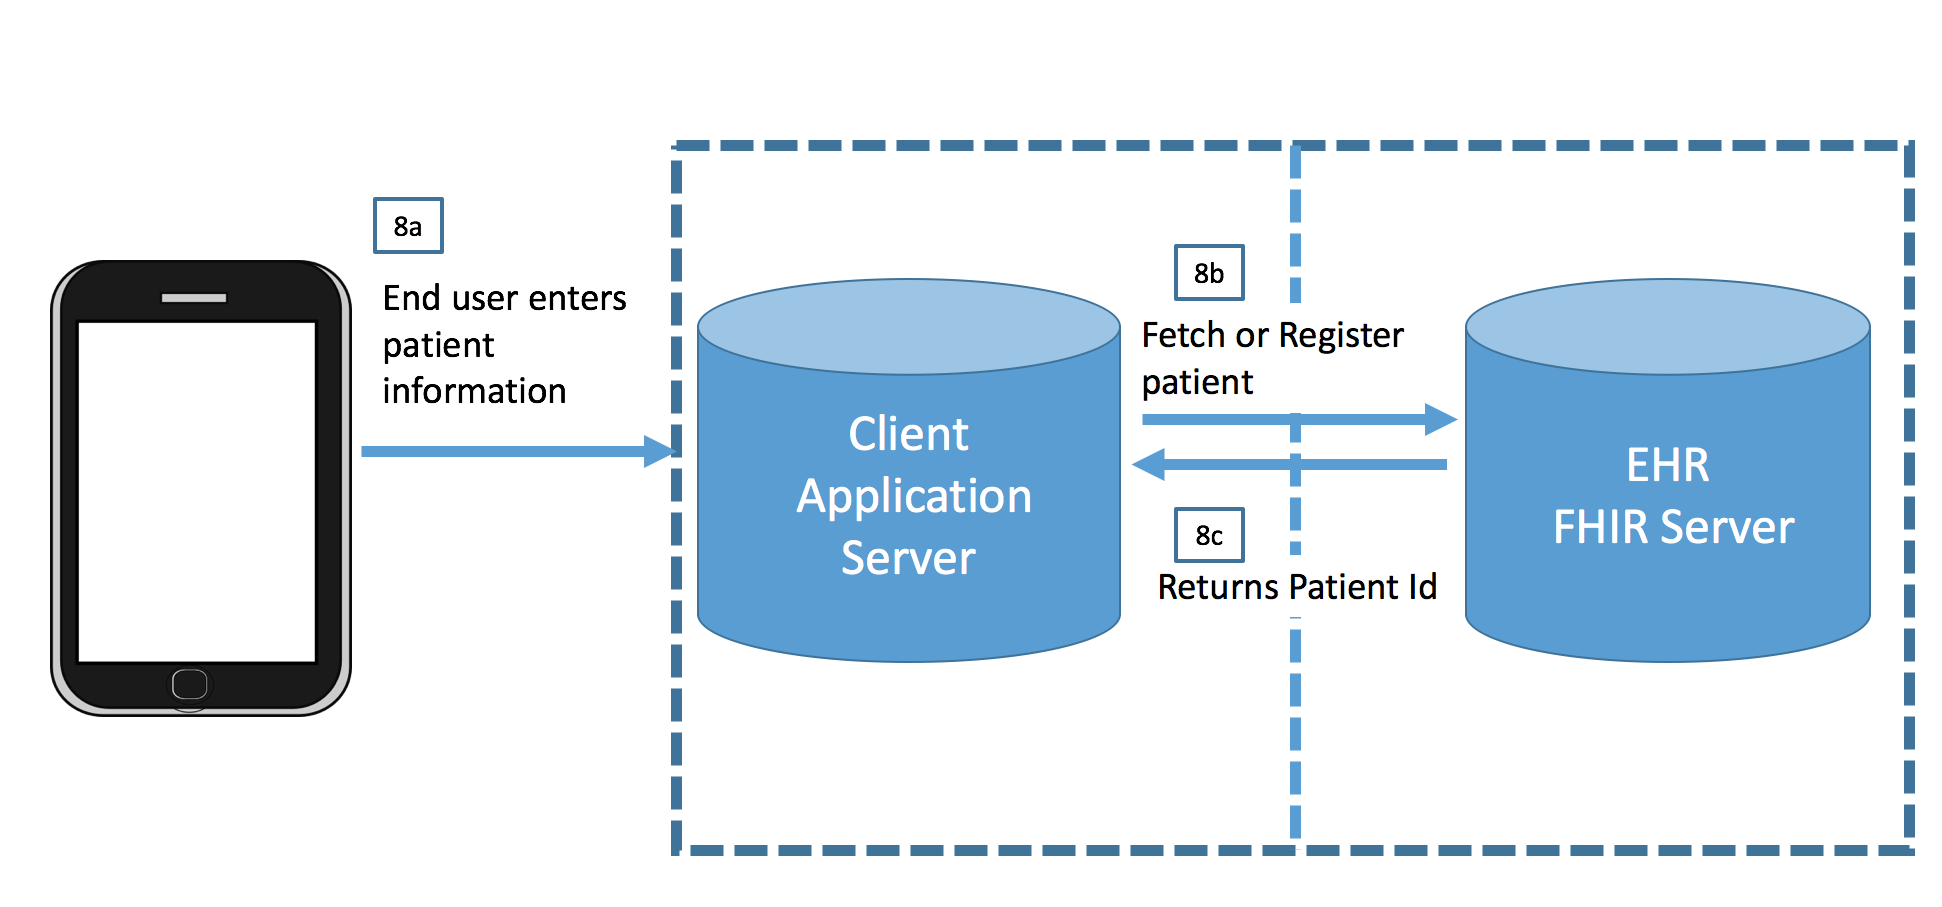 8a
End user enters
patient
information
Client
Application
Server
8b
Fetch or Register
patient
8c
Returns Patient Id
EHR
FHIR Server